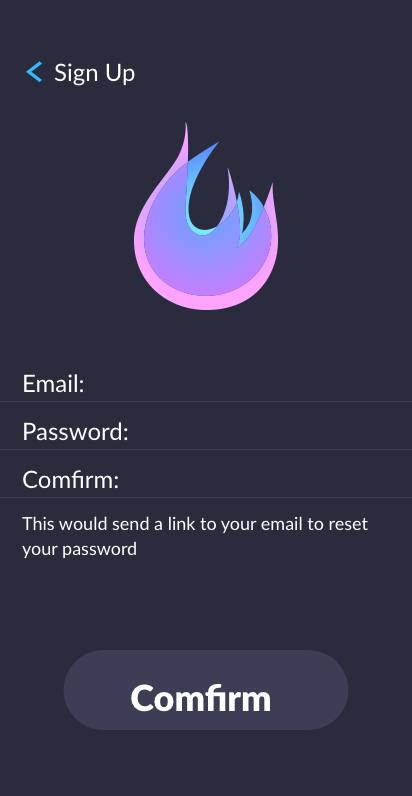 Sign Up
Email:
Password:
Comfirm:
This would send a link to your email to reset
your password
Comfirm